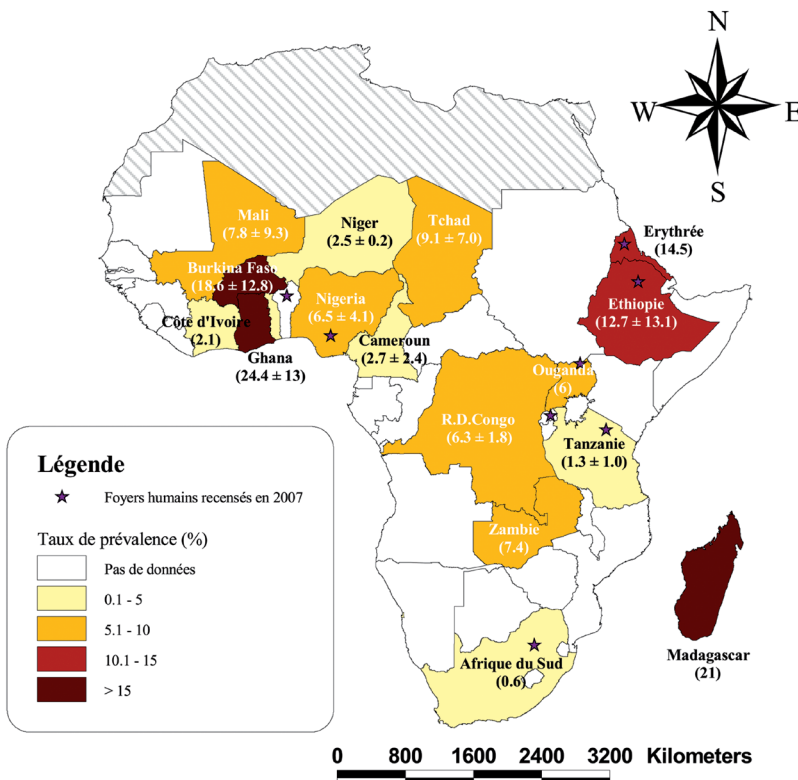 N
W
E
S
Mali
(7.8 ± 9.3)
Niger
(2.5 ± 0.2)
Tchad
(9.1 ± 7.0)
Erythrée
(14.5)
Burkina Faso
(18.6 ± 12.8)
Nigeria
(6.5 ± 4.1)
Ethiopie
(12.7 ± 13.1)
Côte d'Ivoire
(2.1)
Cameroun
(2.7 ± 2.4)
Ghana
(24.4 ± 13)
Ouganda
(6)
R.D.Congo
(6.3 ± 1.8)
Tanzanie
(1.3 ± 1.0)
Zambie
(7.4)
Madagascar
(21)
Afrique du Sud
(0.6)
Légende
Foyers humains recensés en 2007
Taux de prévalence (%)
Pas de données
0.1 - 5
5.1 - 10
10.1 - 15
> 15
0 800 1600 2400 3200 Kilometers